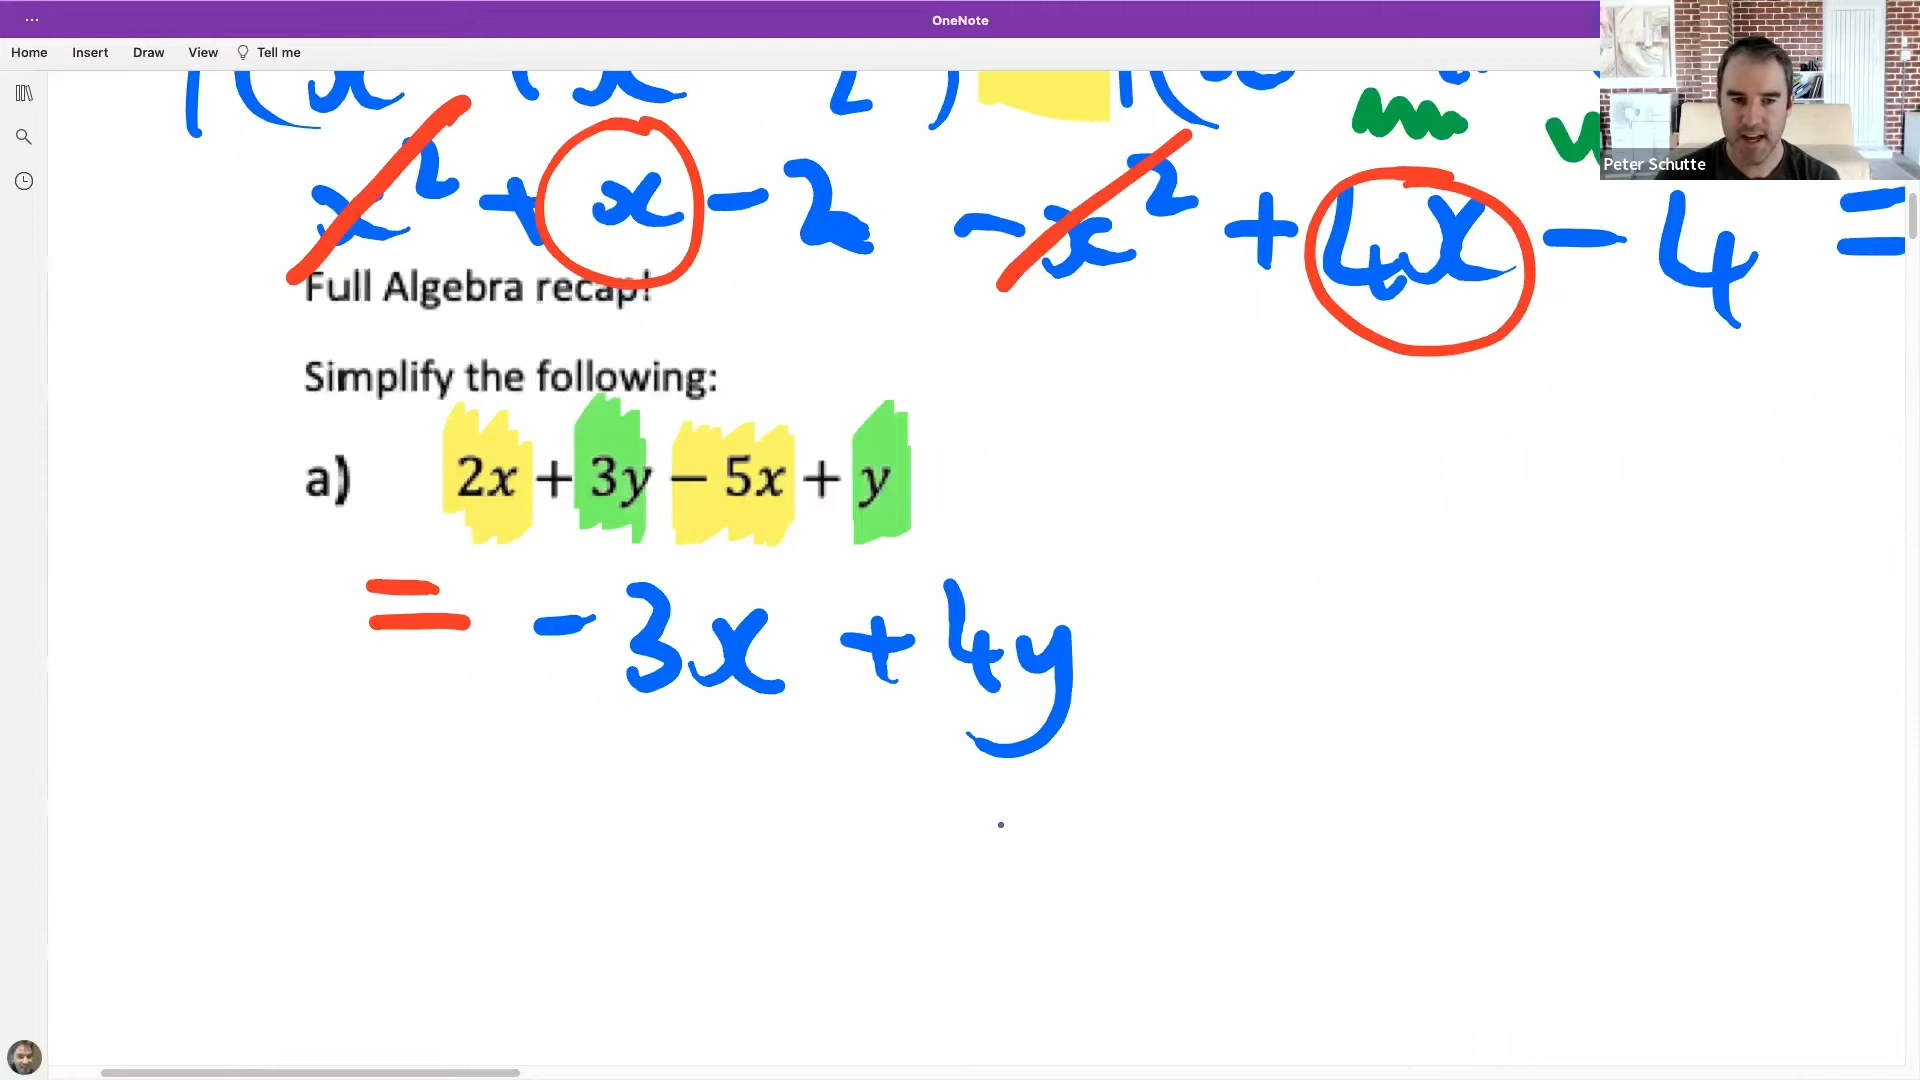 OneNote
Home Insert Draw View Tell me
Peter Schutte
x² + x - 2 - x² + 4x - 4 =
Full Algebra recap!
Simplify the following:
a) 2x + 3y − 5x + y
= -3x + 4y